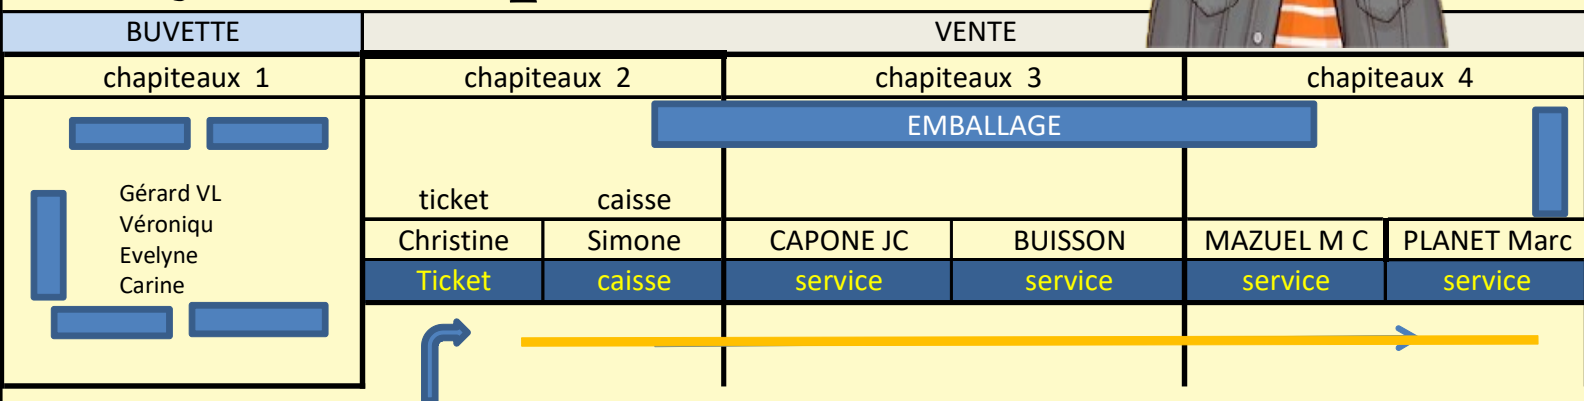 BUVETTE VENTE
chapiteaux 1 chapiteaux 2 chapiteaux 3 chapiteaux 4
EMBALLAGE
Gérard VL
Véroniqu
Evelyne
Carine
ticket caisse
Christine Simone CAPONE JC BUISSON MAZUEL M C PLANET Marc
Ticket caisse service service service service